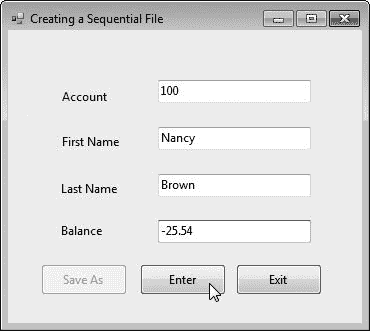 Creating a Sequential File
Account 100
First Name Nancy
Last Name Brown
Balance -25.54
Save As Enter Exit